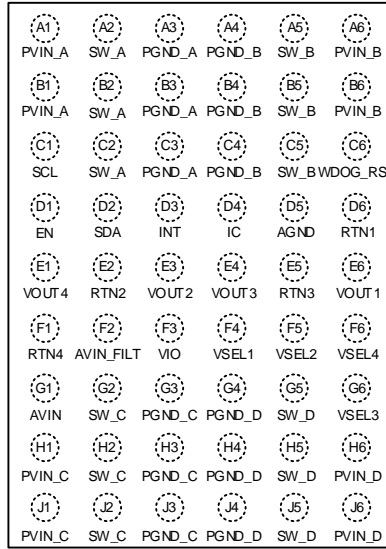 A1 A2 A3 A4 A5 A6
PVIN_A SW_A PGND_A PGND_B SW_B PVIN_B
B1 B2 B3 B4 B5 B6
PVIN_A SW_A PGND_A PGND_B SW_B PVIN_B
C1 C2 C3 C4 C5 C6
SCL SW_A PGND_A PGND_B SW_B WDOG_RS
D1 D2 D3 D4 D5 D6
EN SDA INT IC AGND RTN1
E1 E2 E3 E4 E5 E6
VOUT4 RTN2 VOUT2 VOUT3 RTN3 VOUT1
F1 F2 F3 F4 F5 F6
RTN4 AVIN_FILT VIO VSEL1 VSEL2 VSEL4
G1 G2 G3 G4 G5 G6
AVIN SW_C PGND_C PGND_D SW_D VSEL3
H1 H2 H3 H4 H5 H6
PVIN_C SW_C PGND_C PGND_D SW_D PVIN_D
J1 J2 J3 J4 J5 J6
PVIN_C SW_C PGND_C PGND_D SW_D PVIN_D